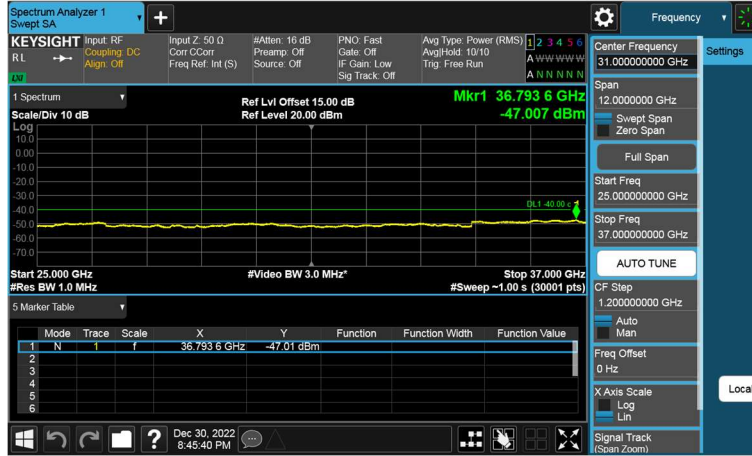 Spectrum Analyzer 1
Swept SA
+
Frequency
KEYSIGHT
Input: RF
Input Z: 50 Ω
#Atten: 16 dB
PNO: Fast
Avg Type: Power (RMS)
1 2 3 4 5 6
R L
Coupling: DC
Corr CCorr
Preamp: Off
Gate: Off
Avg|Hold: 10/10
A W W W W W
Align: Off
Freq Ref: Int (S)
Source: Off
IF Gain: Low
Trig: Free Run
LXI
Sig Track: Off
A N N N N N
Center Frequency
31.000000000 GHz
Settings
Span
12.0000000 GHz
Swept Span
Zero Span
Full Span
Start Freq
25.000000000 GHz
Stop Freq
37.000000000 GHz
AUTO TUNE
CF Step
1.200000000 GHz
Auto
Man
Freq Offset
0 Hz
X Axis Scale
Log
Lin
Local
Signal Track
(Span Zoom)
1 Spectrum
Ref Lvl Offset 15.00 dB
Mkr1 36.793 6 GHz
Scale/Div 10 dB
Ref Level 20.00 dBm
-47.007 dBm
Log
10.0
0.00
-10.0
-20.0
-30.0
DL1 -40.00
-40.0
-50.0
-60.0
-70.0
Start 25.000 GHz
#Video BW 3.0 MHz*
Stop 37.000 GHz
#Res BW 1.0 MHz
#Sweep ~1.00 s (30001 pts)
5 Marker Table
Mode Trace Scale X Y Function Function Width Function Value
1 N 1 f 36.793 6 GHz -47.01 dBm
2
3
4
5
6
?
Dec 30, 2022
8:45:40 PM